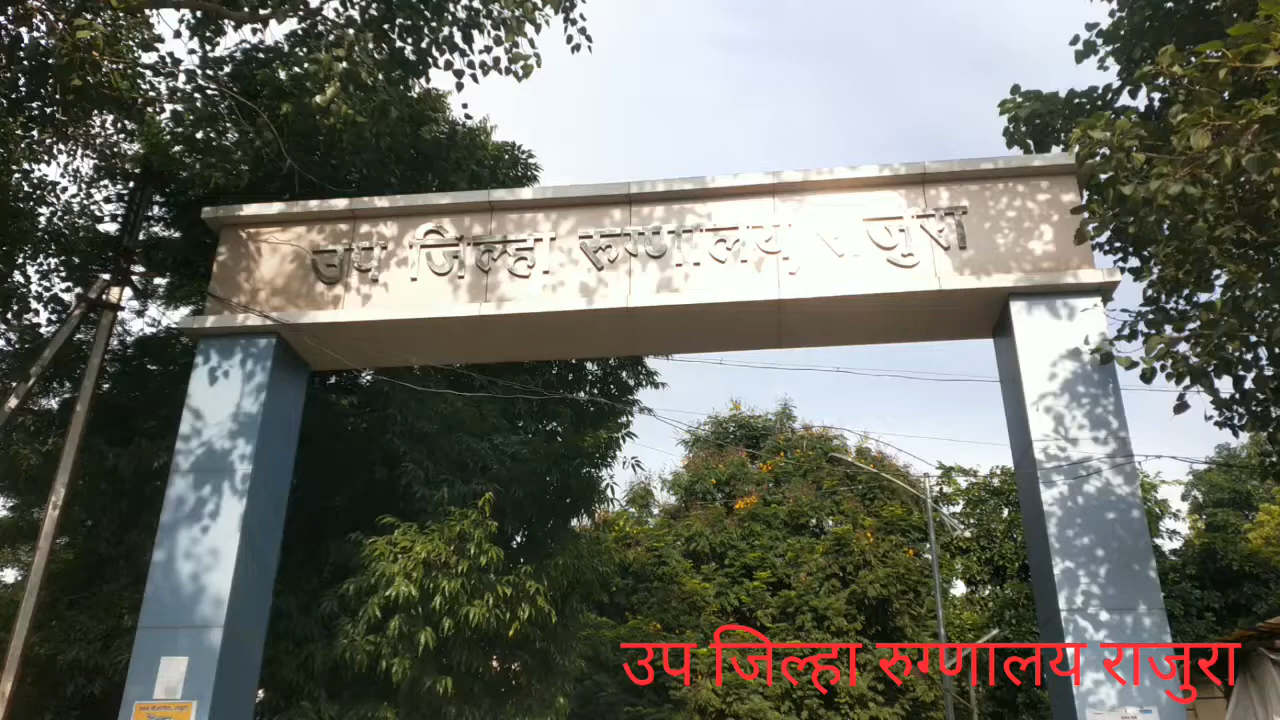 उप जिल्हा रुग्णालय, राजुरा
उप जिल्हा रुग्णालय राजुरा